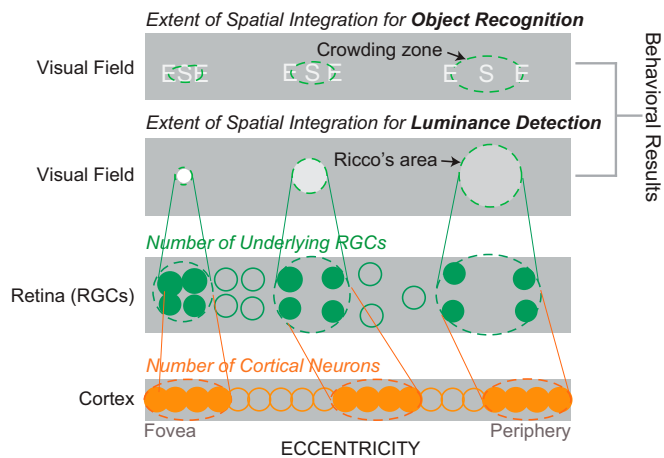 Extent of Spatial Integration for Object Recognition
Crowding zone
Visual Field
ESE
E S E
E S E
Extent of Spatial Integration for Luminance Detection
Ricco's area
Visual Field
Behavioral Results
Number of Underlying RGCs
Retina (RGCs)
Number of Cortical Neurons
Cortex
Fovea
Periphery
ECCENTRICITY